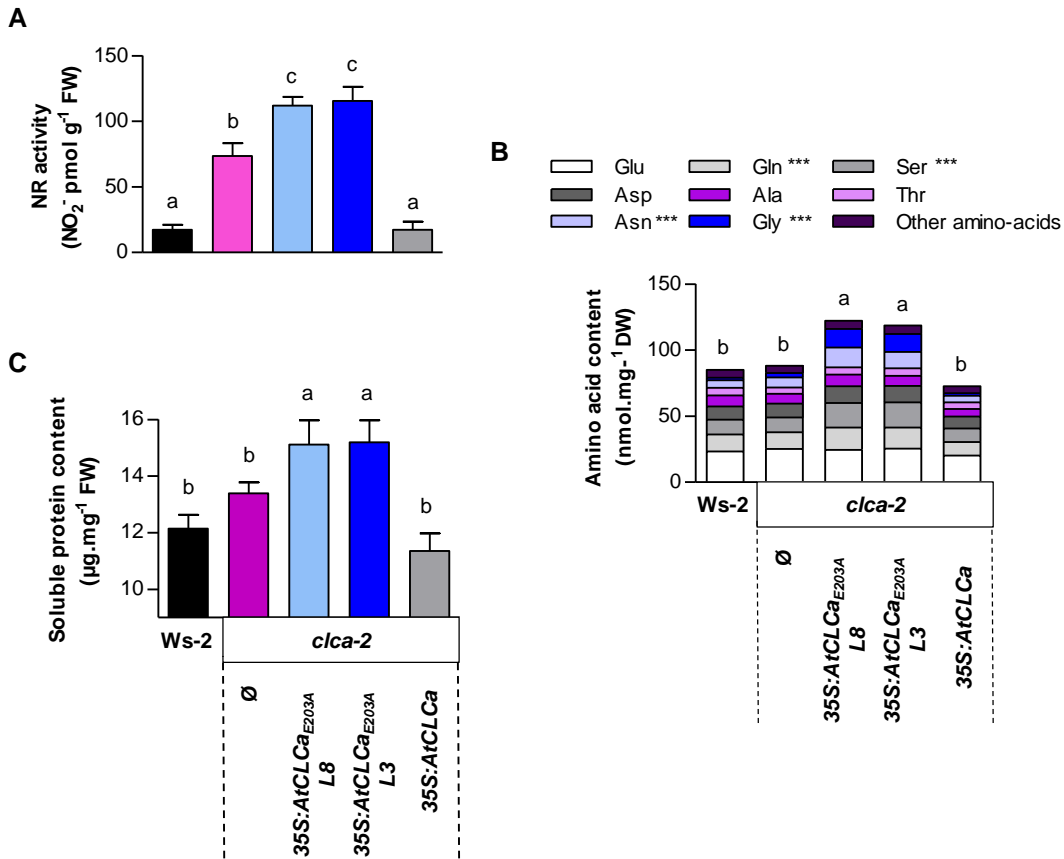 A
NR activity
(NO2- pmol g-1 FW)
150
100
50
0
a
b
c
c
a
B
Glu
Gln ***
Ser ***
Asp
Ala
Thr
Asn ***
Gly ***
Other amino-acids
Amino acid content
(nmol.mg-1DW)
150
100
50
0
b
b
a
a
b
Ws-2
clca-2
Ø
35S:AtCLCaE203A
L8
35S:AtCLCaE203A
L3
35S:AtCLCa
C
Soluble protein content
(µg.mg-1 FW)
16
14
12
10
b
b
a
a
b
Ws-2
clca-2
Ø
35S:AtCLCaE203A
L8
35S:AtCLCaE203A
L3
35S:AtCLCa